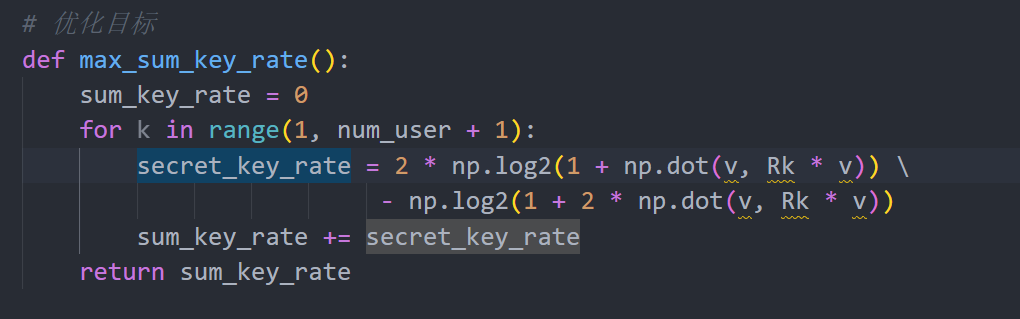 # 优化目标
def max_sum_key_rate():
    sum_key_rate = 0
    for k in range(1, num_user + 1):
        secret_key_rate = 2 * np.log2(1 + np.dot(v, Rk * v)) \
                         - np.log2(1 + 2 * np.dot(v, Rk * v))
        sum_key_rate += secret_key_rate
    return sum_key_rate